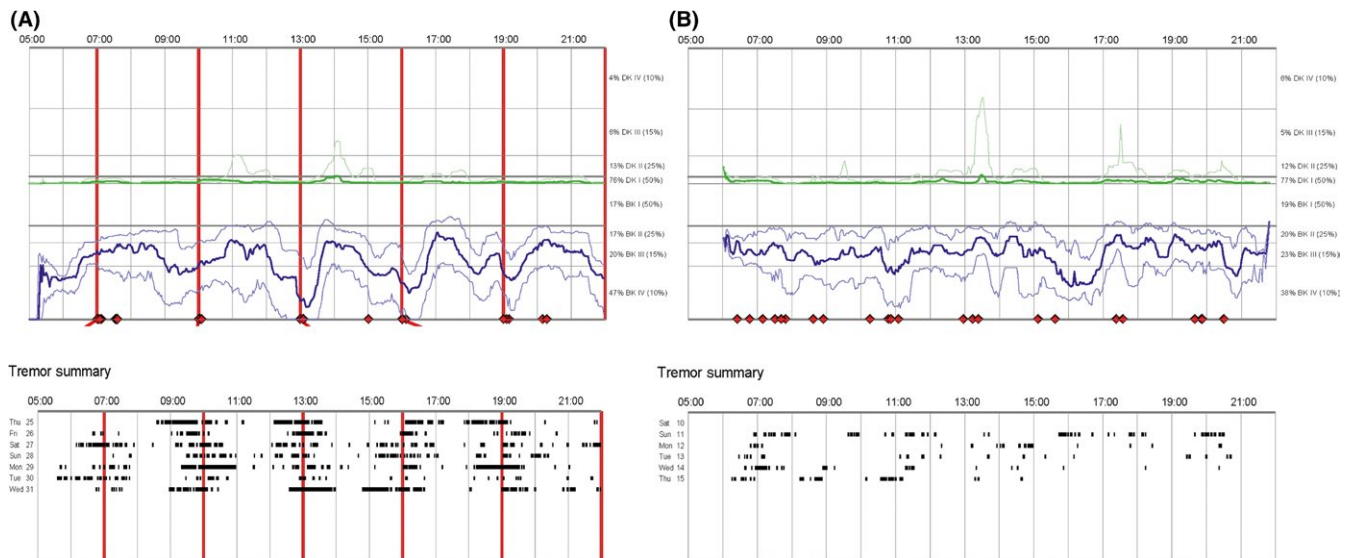 (A)
05:00 07:00 09:00 11:00 13:00 15:00 17:00 19:00 21:00
4% DK IV (10%)
6% DK III (15%)
13% DK II (25%)
76% DK I (50%)
17% BK I (50%)
17% BK II (25%)
20% BK III (15%)
47% BK IV (10%)
(B)
05:00 07:00 09:00 11:00 13:00 15:00 17:00 19:00 21:00
6% DK IV (10%)
5% DK III (15%)
12% DK II (25%)
77% DK I (50%)
19% BK I (50%)
20% BK II (25%)
23% BK III (15%)
38% BK IV (10%)
Tremor summary
05:00 07:00 09:00 11:00 13:00 15:00 17:00 19:00 21:00
Thu 25
Fri 26
Sat 27
Sun 28
Mon 29
Tue 30
Wed 31
Tremor summary
05:00 07:00 09:00 11:00 13:00 15:00 17:00 19:00 21:00
Sat 10
Sun 11
Mon 12
Tue 13
Wed 14
Thu 15